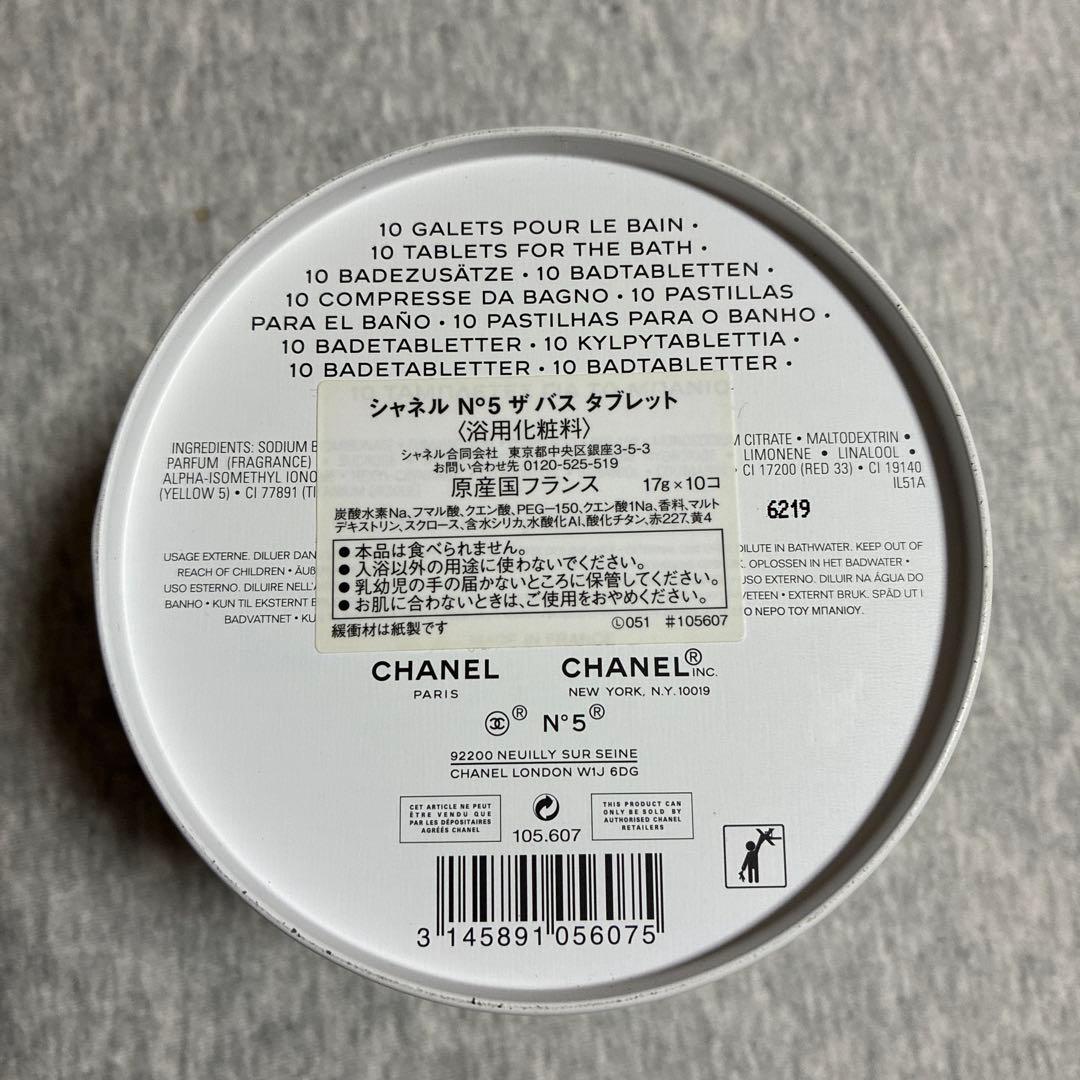 10 GALETS POUR LE BAIN •
10 TABLETS FOR THE BATH •
10 BADEZUSÄTZE • 10 BADTABLETTEN •
10 COMPRESSE DA BAGNO • 10 PASTILLAS
PARA EL BAÑO • 10 PASTILHAS PARA O BANHO •
10 BADETABLETTER • 10 KYLPYTABLETTIA •
10 BADETABLETTER • 10 BADTABLETTER •
シャネル N°5 ザ バス タブレット
〈浴用化粧料〉
シャネル合同会社 東京都中央区銀座3-5-3
お問い合わせ先 0120-525-519
原産国フランス 17g×10コ
炭酸水素Na、フマル酸、クエン酸、PEG-150、クエン酸1Na、香料、マルト
デキストリン、スクロース、含水シリカ、水酸化Al、酸化チタン、赤227、黄4
● 本品は食べられません。
● 入浴以外の用途に使わないでください。
● 乳幼児の手の届かないところに保管してください。
● お肌に合わないときは、ご使用をおやめください。
緩衝材は紙製です Ⓛ051 #105607
INGREDIENTS: SODIUM CITRATE • MALTODEXTRIN •
PARFUM (FRAGRANCE) LIMONENE • LINALOOL •
ALPHA-ISOMETHYL • CI 17200 (RED 33) • CI 19140
(YELLOW 5) • CI 77891 IL51A
6219
USAGE EXTERNE. DILUER DILUTE IN BATHWATER. KEEP OUT OF
REACH OF CHILDREN • OPLOSSEN IN HET BADWATER •
USO ESTERNO. DILUIRE USO EXTERNO. DILUIR NA ÁGUA DO
BANHO • KUN TIL EKSTERNT • EXTERNT BRUK. SPÄD UT I
BADVATTNET • ΝΕΡΟ ΤΟΥ ΜΠΑΝΙΟΥ.
MADE IN FRANCE
CHANEL CHANEL® INC.
PARIS NEW YORK, N.Y. 10019
® N°5®
92200 NEUILLY SUR SEINE
CHANEL LONDON W1J 6DG
CET ARTICLE NE PEUT
ÊTRE VENDU QUE
PAR LES DÉPOSITAIRES
AGRÉÉS CHANEL
105.607
THIS PRODUCT CAN
ONLY BE SOLD BY
AUTHORISED CHANEL
RETAILERS
3 145891 056075